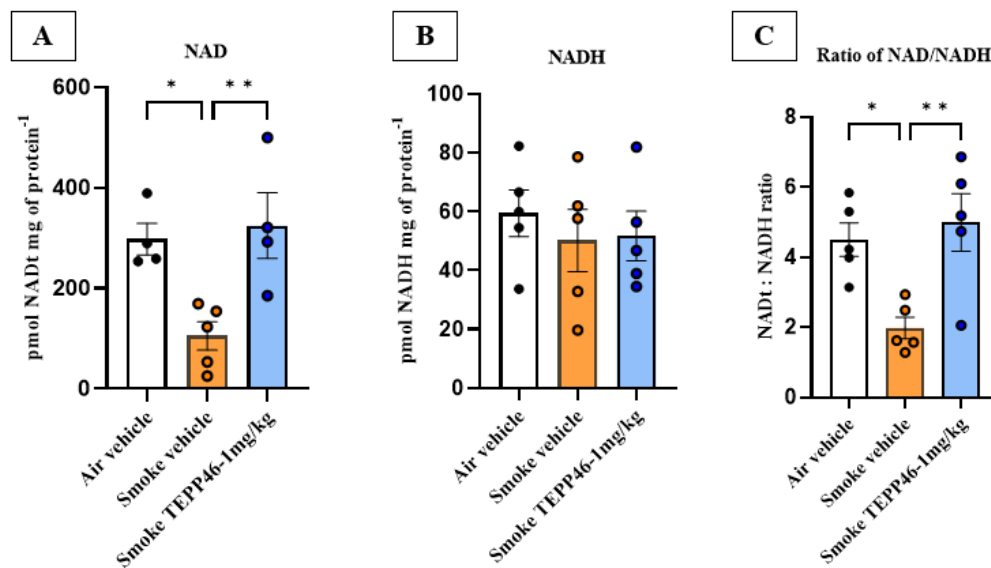 A
NAD
* **
600
400
200
0
pmol NADt mg of protein⁻¹
Air vehicle
Smoke vehicle
Smoke TEPP46-1mg/kg
B
NADH
100
80
60
40
20
0
pmol NADH mg of protein⁻¹
Air vehicle
Smoke vehicle
Smoke TEPP46-1mg/kg
C
Ratio of NAD/NADH
* **
8
6
4
2
0
NADt : NADH ratio
Air vehicle
Smoke vehicle
Smoke TEPP46-1mg/kg